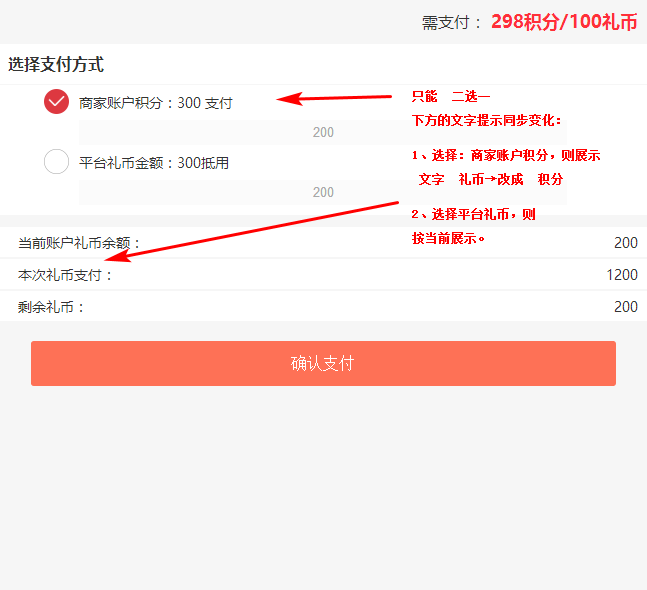 需支付： 298积分/100礼币
选择支付方式
商家账户积分：300 支付
200
平台礼币金额：300抵用
200
只能 二选一
下方的文字提示同步变化：
1、选择：商家账户积分，则展示
文字 礼币→改成 积分
2、选择平台礼币，则
按当前展示。
当前账户礼币余额： 200
本次礼币支付： 1200
剩余礼币： 200
确认支付